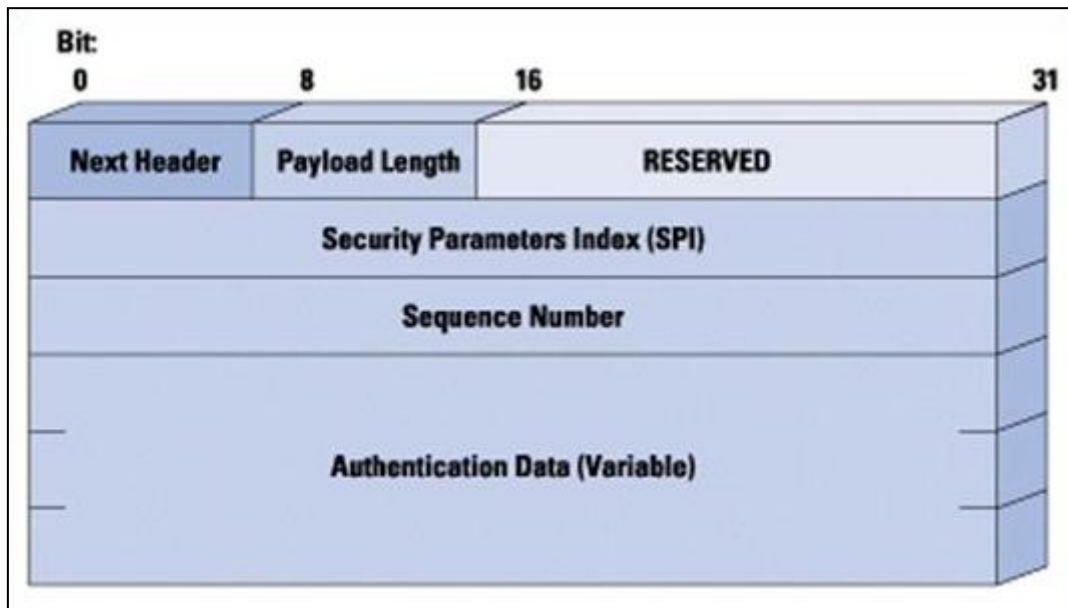 Bit:
0 8 16 31
Next Header Payload Length RESERVED
Security Parameters Index (SPI)
Sequence Number
Authentication Data (Variable)